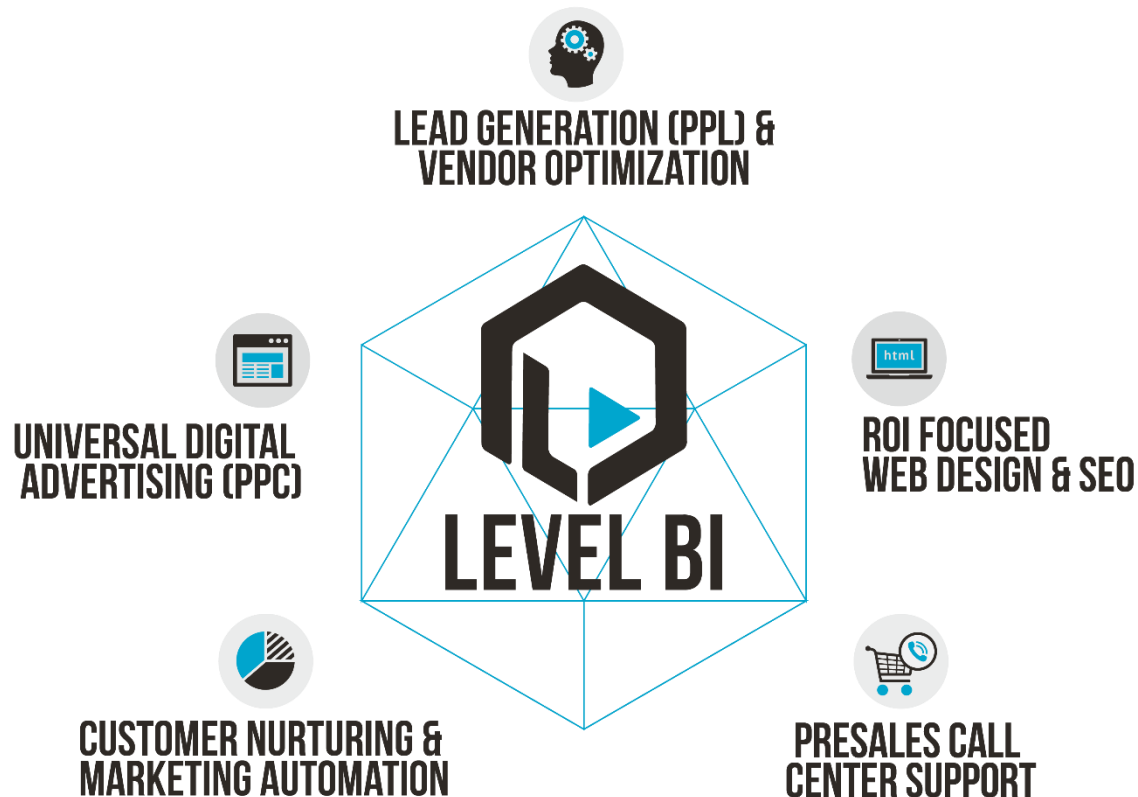 LEAD GENERATION (PPL) &
VENDOR OPTIMIZATION
UNIVERSAL DIGITAL
ADVERTISING (PPC)
html
ROI FOCUSED
WEB DESIGN & SEO
LEVEL BI
CUSTOMER NURTURING &
MARKETING AUTOMATION
PRESALES CALL
CENTER SUPPORT